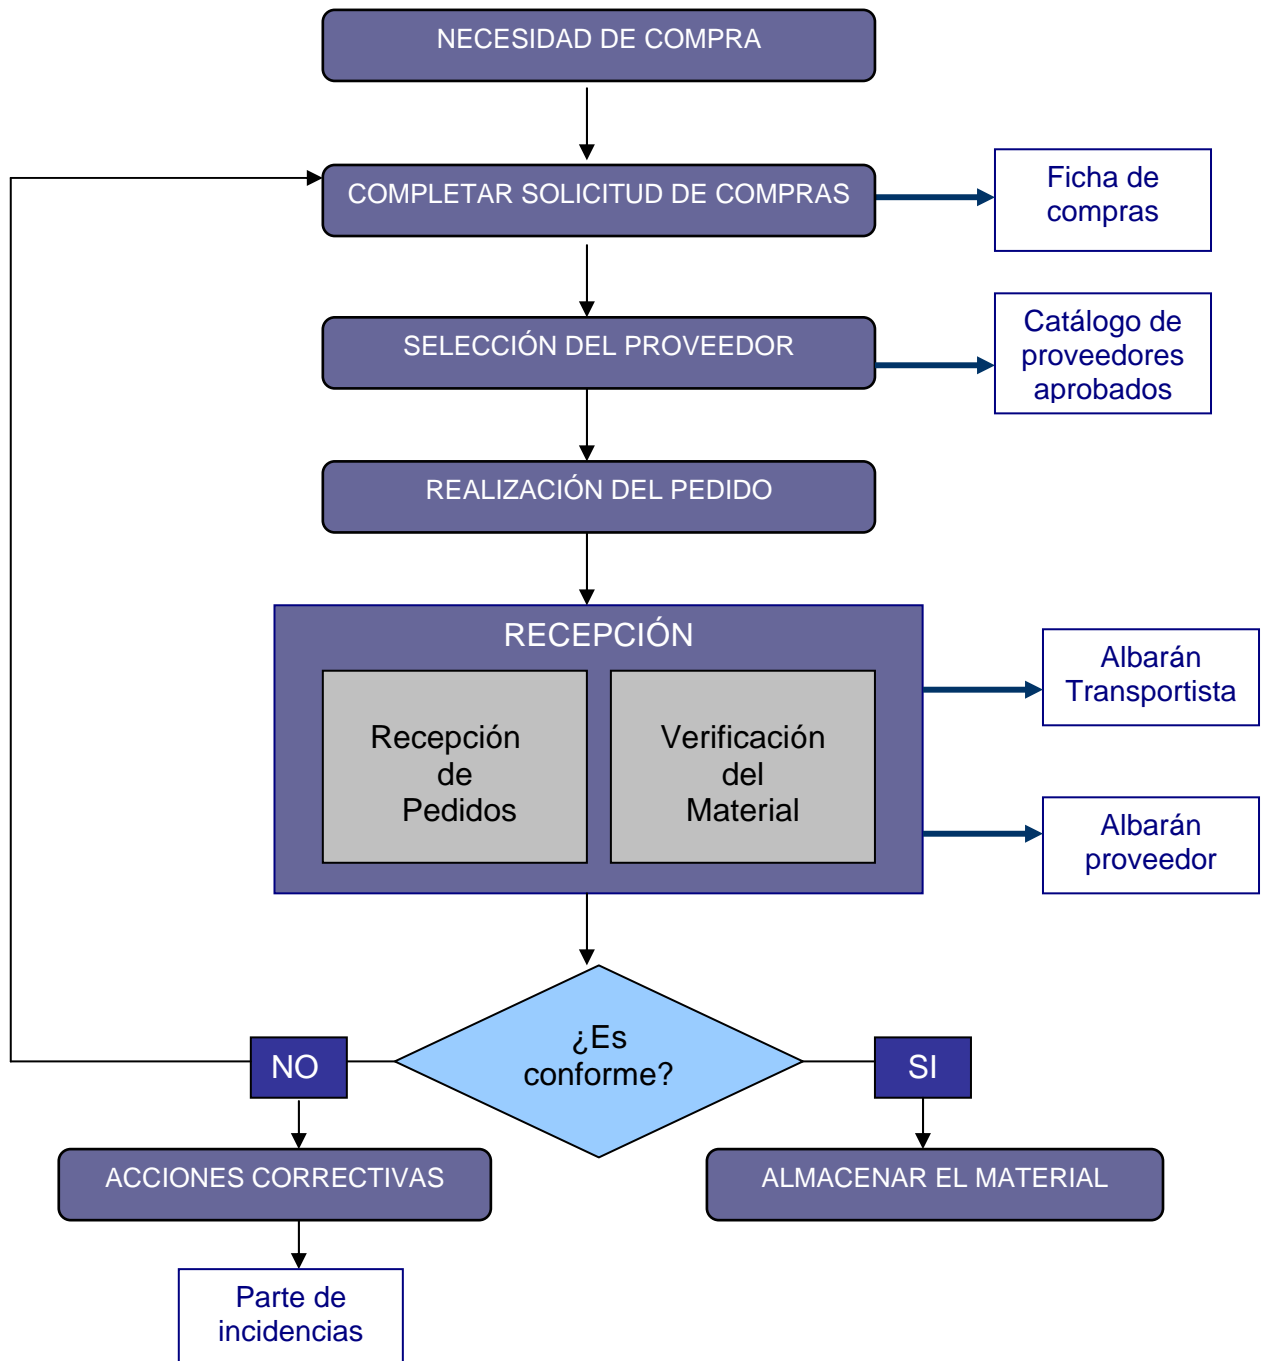 NECESIDAD DE COMPRA
COMPLETAR SOLICITUD DE COMPRAS
Ficha de
compras
SELECCIÓN DEL PROVEEDOR
Catálogo de
proveedores
aprobados
REALIZACIÓN DEL PEDIDO
RECEPCIÓN
Recepción
de
Pedidos
Verificación
del
Material
Albarán
Transportista
Albarán
proveedor
¿Es
conforme?
NO
SI
ACCIONES CORRECTIVAS
ALMACENAR EL MATERIAL
Parte de
incidencias